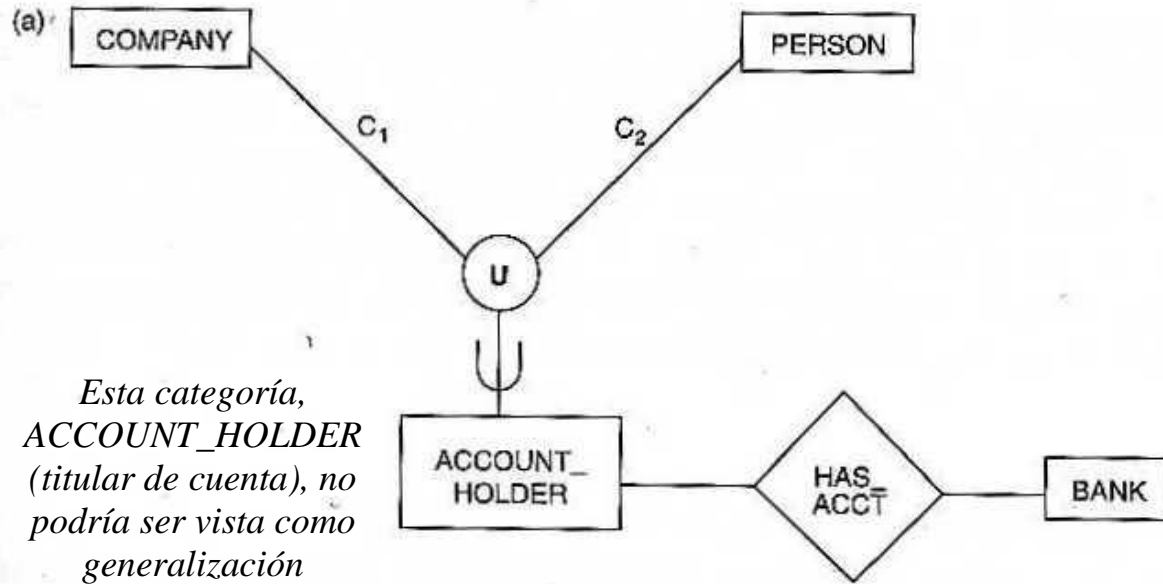 (a)
COMPANY
PERSON
C₁
C₂
U
Esta categoría,
ACCOUNT_HOLDER
(titular de cuenta), no
podría ser vista como
generalización
ACCOUNT_
HOLDER
HAS_
ACCT
BANK